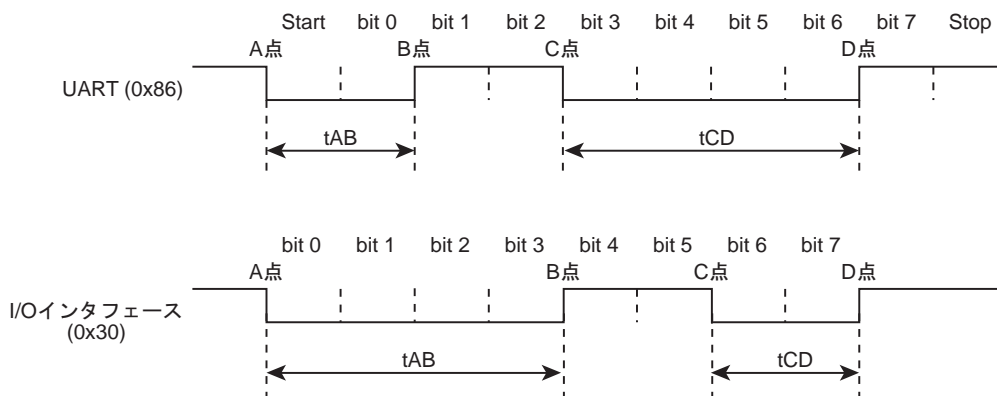 Start bit 0 bit 1 bit 2 bit 3 bit 4 bit 5 bit 6 bit 7 Stop
A点 B点 C点 D点
UART (0x86)
tAB tCD
bit 0 bit 1 bit 2 bit 3 bit 4 bit 5 bit 6 bit 7
A点 B点 C点 D点
I/Oインタフェース
(0x30)
tAB tCD